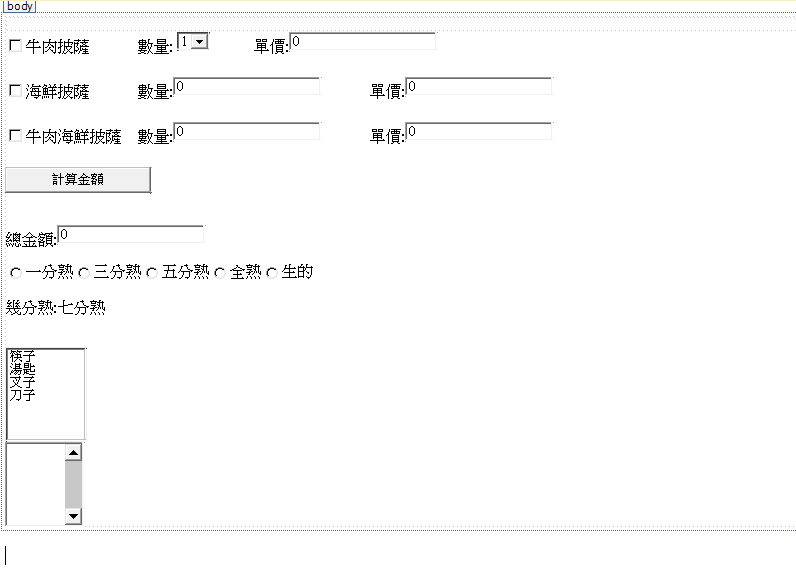 body
牛肉披薩 數量: 1 單價: 0
海鮮披薩 數量: 0 單價: 0
牛肉海鮮披薩 數量: 0 單價: 0
計算金額
總金額: 0
一分熟 三分熟 五分熟 全熟 生的
幾分熟:七分熟
筷子
湯匙
叉子
刀子